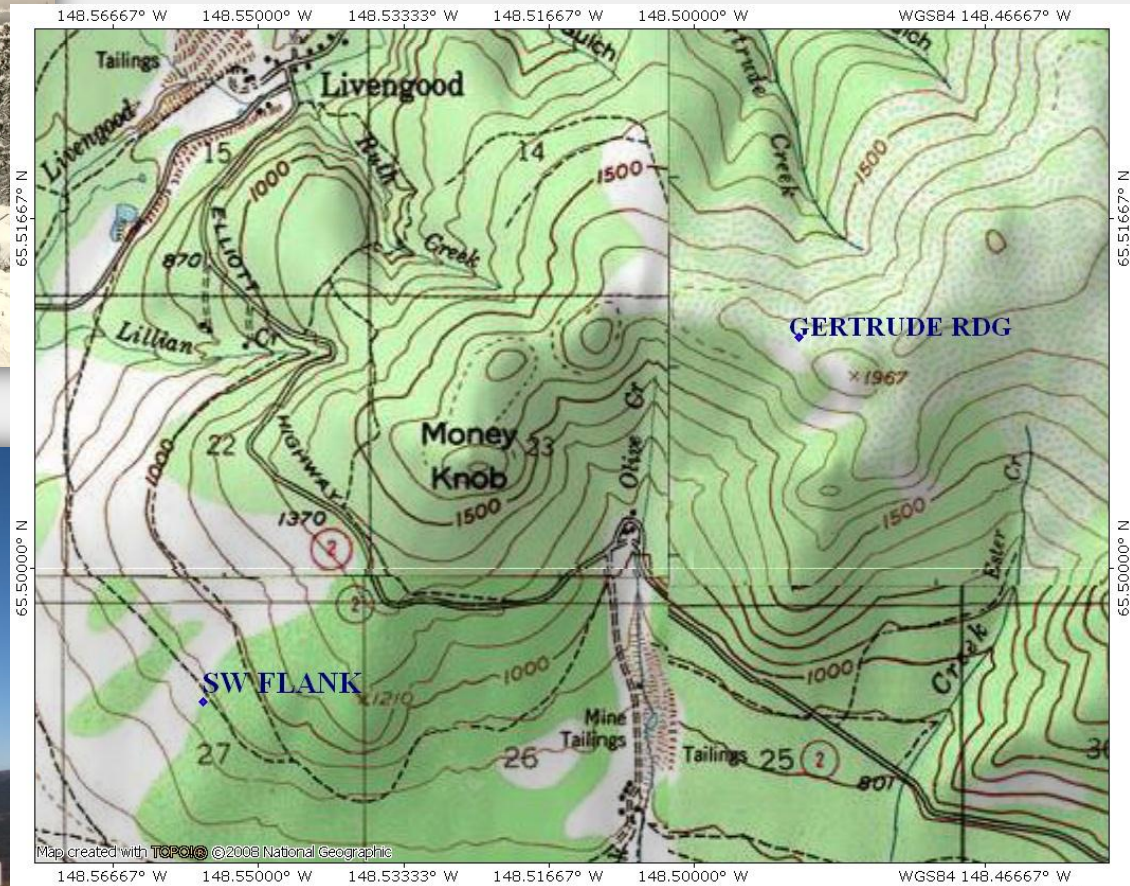 148.56667° W 148.55000° W 148.53333° W 148.51667° W 148.50000° W WGS84 148.46667° W
65.51667° N
65.50000° N
65.51667° N
65.50000° N
Tailings
Livengood
Livengood
Gulch
Creek
15
14
1000
1500
1500
Ruth
Creek
ELLIOTT
870
Lillian
Cr
GERTRUDE RDG
×1967
HIGHWAY
22
1000
Money
Knob
23
Olive Cr
1500
1500
1370
2
2
Ester
Cr
Creek
SW FLANK
1000
1000
1210
27
26
Mine
Tailings
Tailings
25
2
801
Map created with TOPO!® ©2008 National Geographic
148.56667° W 148.55000° W 148.53333° W 148.51667° W 148.50000° W WGS84 148.46667° W